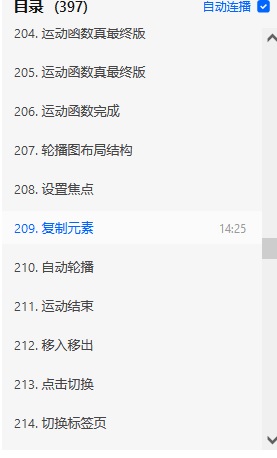 目录 (397) 自动连播
204. 运动函数真最终版
205. 运动函数真最终版
206. 运动函数完成
207. 轮播图布局结构
208. 设置焦点
209. 复制元素 14:25
210. 自动轮播
211. 运动结束
212. 移入移出
213. 点击切换
214. 切换标签页